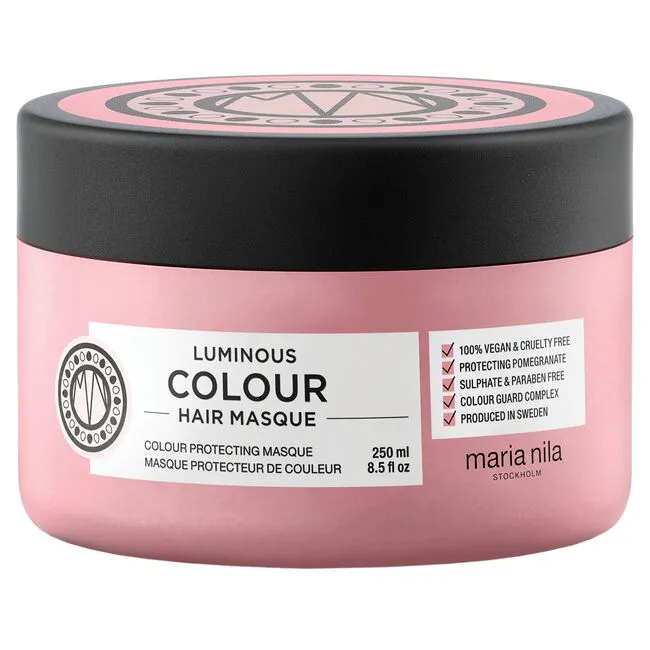 LUMINOUS
COLOUR
HAIR MASQUE
COLOUR PROTECTING MASQUE
MASQUE PROTECTEUR DE COULEUR
250 ml
8.5 fl oz
100% VEGAN & CRUELTY FREE
PROTECTING POMEGRANATE
SULPHATE & PARABEN FREE
COLOUR GUARD COMPLEX
PRODUCED IN SWEDEN
maria nila
STOCKHOLM